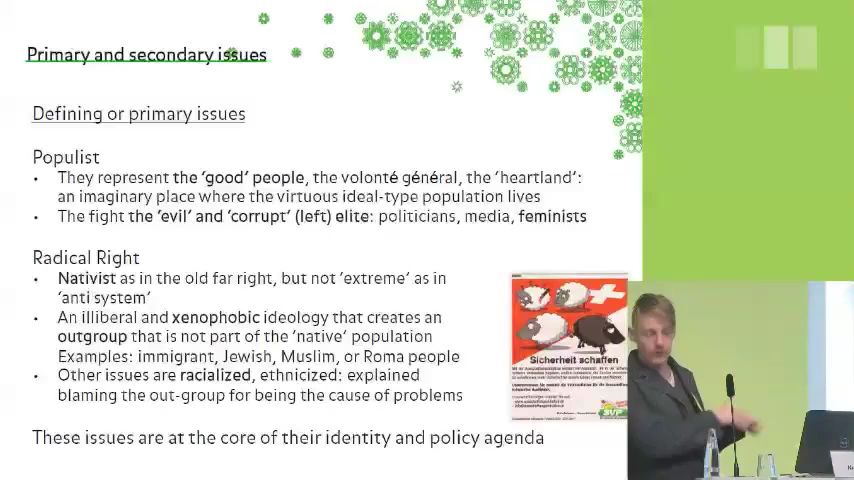 Primary and secondary issues
Defining or primary issues
Populist
• They represent the 'good' people, the volonté général, the 'heartland':
an imaginary place where the virtuous ideal-type population lives
• The fight the 'evil' and 'corrupt' (left) elite: politicians, media, feminists
Radical Right
• Nativist as in the old far right, but not 'extreme' as in
'anti system'
• An illiberal and xenophobic ideology that creates an
outgroup that is not part of the 'native' population
Examples: immigrant, Jewish, Muslim, or Roma people
• Other issues are racialized, ethnicized: explained
blaming the out-group for being the cause of problems
These issues are at the core of their identity and policy agenda
Sicherheit schaffen
SVP